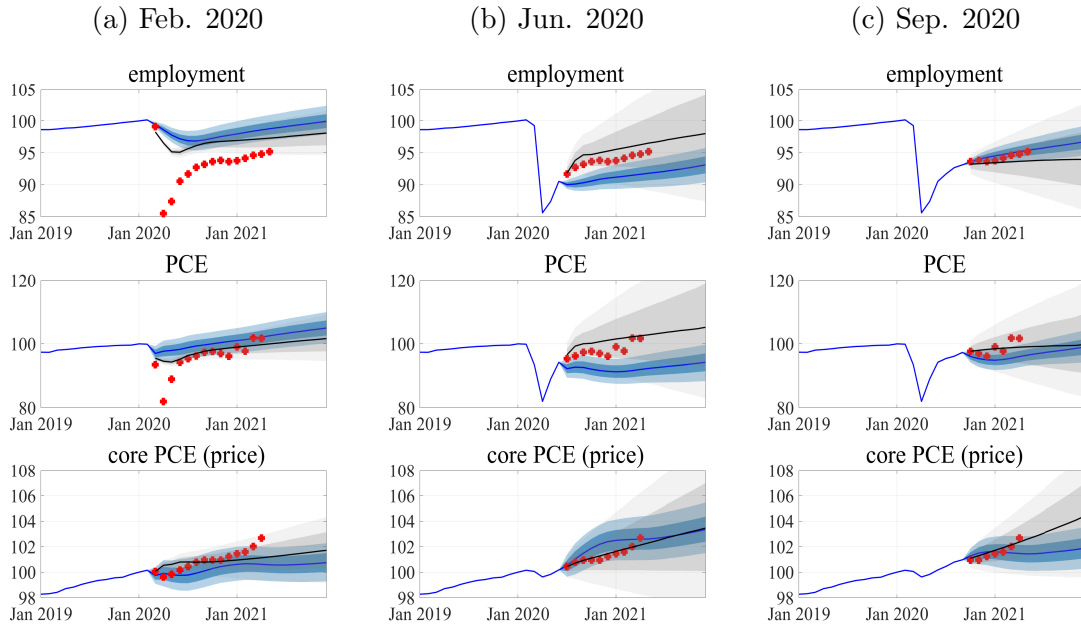 (a) Feb. 2020 (b) Jun. 2020 (c) Sep. 2020
employment employment employment
105 105 105
100 100 100
95 95 95
90 90 90
85 85 85
Jan 2019 Jan 2020 Jan 2021 Jan 2019 Jan 2020 Jan 2021 Jan 2019 Jan 2020 Jan 2021
PCE PCE PCE
120 120 120
100 100 100
80 80 80
Jan 2019 Jan 2020 Jan 2021 Jan 2019 Jan 2020 Jan 2021 Jan 2019 Jan 2020 Jan 2021
core PCE (price) core PCE (price) core PCE (price)
108 108 108
106 106 106
104 104 104
102 102 102
100 100 100
98 98 98
Jan 2019 Jan 2020 Jan 2021 Jan 2019 Jan 2020 Jan 2021 Jan 2019 Jan 2020 Jan 2021